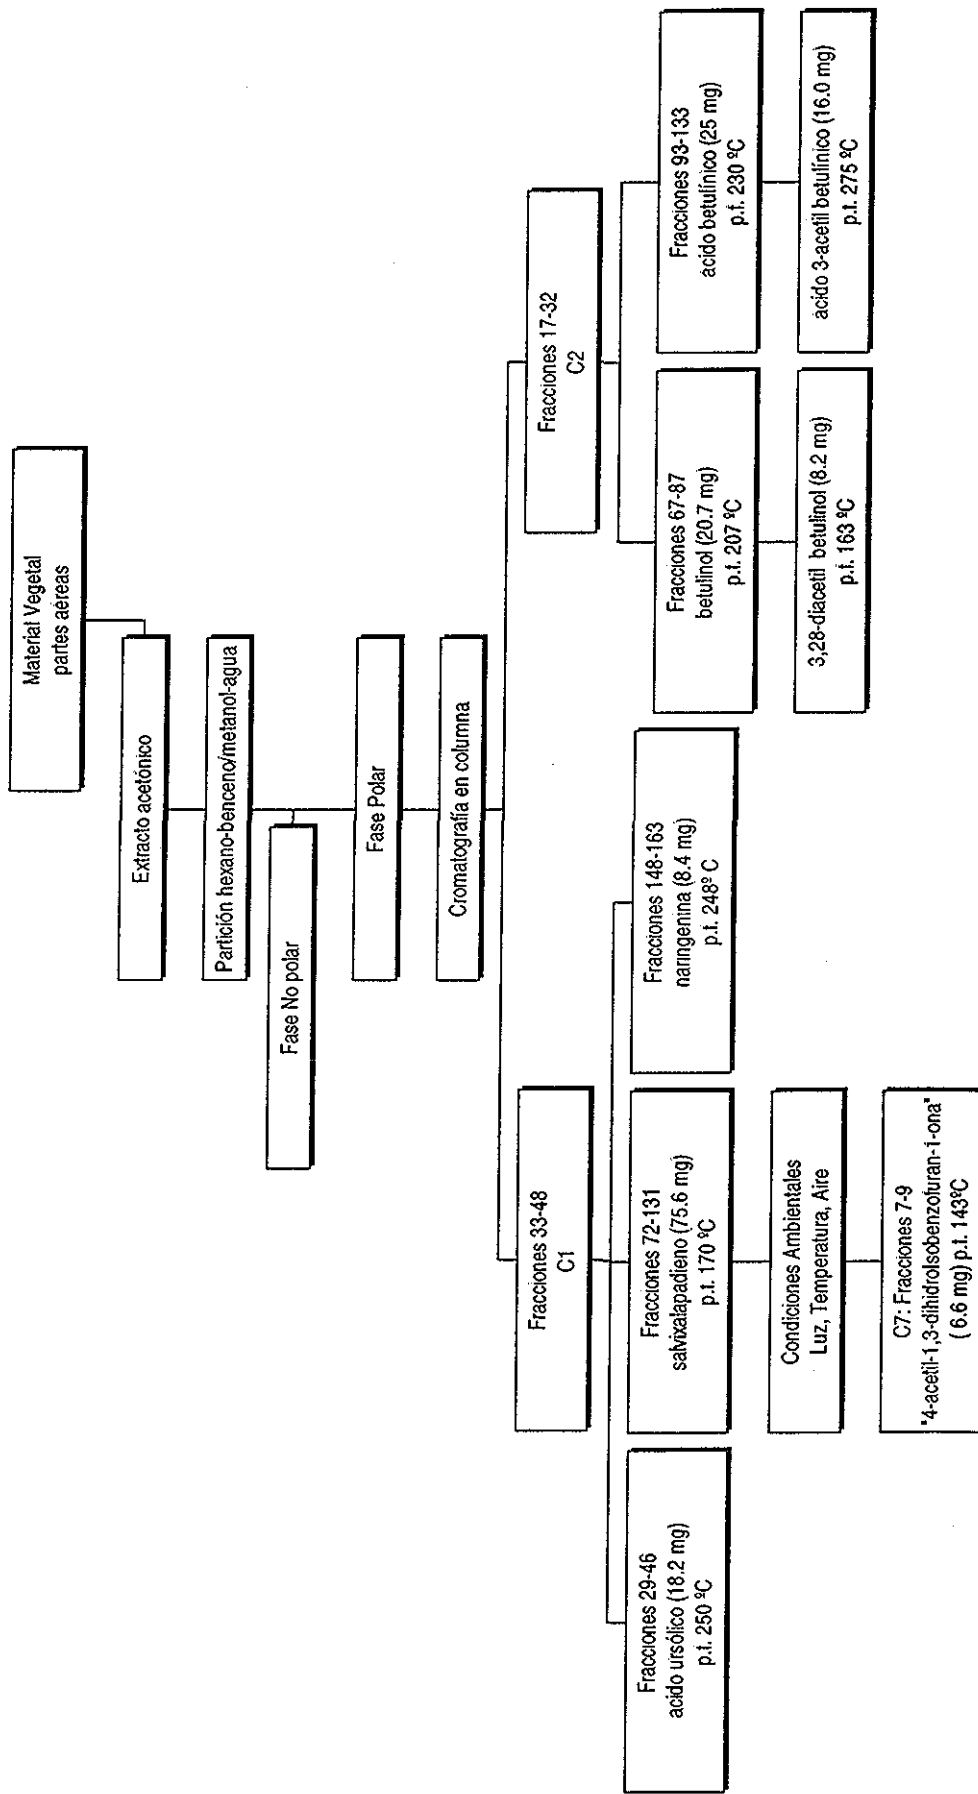 Material Vegetal
partes aéreas
Extracto acetónico
Partición hexano-benceno/metanol-agua
Fase No polar
Fase Polar
Cromatografía en columna
Fracciones 33-48
C1
Fracciones 17-32
C2
Fracciones 29-46
acido ursólico (18.2 mg)
p.f. 250 ºC
Fracciones 72-131
salvixalapadieno (75.6 mg)
p.f. 170 ºC
Fracciones 148-163
naringenina (8.4 mg)
p.f. 248º C
Fracciones 67-87
betulinol (20.7 mg)
p.f. 207 ºC
Fracciones 93-133
ácido betulínico (25 mg)
p.f. 230 ºC
Condiciones Ambientales
Luz, Temperatura, Aire
3,28-diacetil betulinol (8.2 mg)
p.f. 163 ºC
ácido 3-acetil betulínico (16.0 mg)
p.f. 275 ºC
C7: Fracciones 7-9
"4-acetil-1,3-dihidroIsobenzofuran-1-ona"
( 6.6 mg) p.f. 143ºC